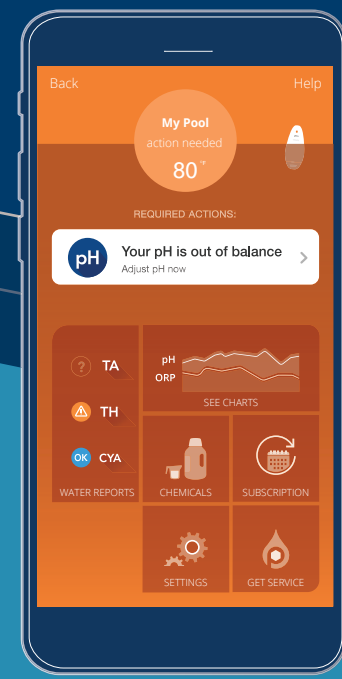 Back
Help
My Pool
action needed
80 °F
REQUIRED ACTIONS:
pH
Your pH is out of balance
Adjust pH now
? TA
TH
OK CYA
WATER REPORTS
pH
ORP
SEE CHARTS
CHEMICALS
SUBSCRIPTION
SETTINGS
GET SERVICE